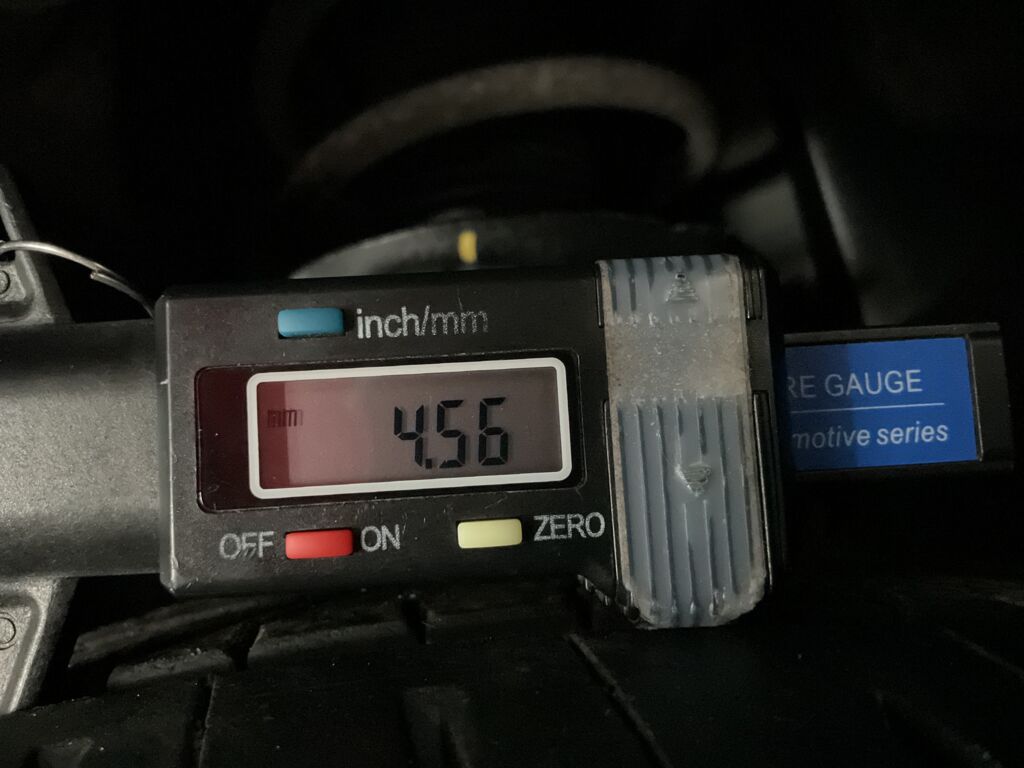 inch/mm
mm
4.56
OFF ON ZERO
RE GAUGE
motive series